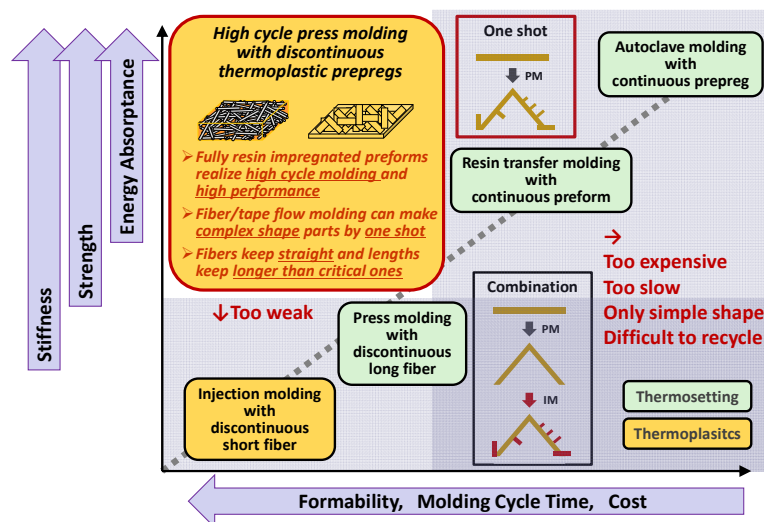 Stiffness
Strength
Energy Absorptance
High cycle press molding
with discontinuous
thermoplastic prepregs
➢Fully resin impregnated preforms
realize high cycle molding and
high performance
➢Fiber/tape flow molding can make
complex shape parts by one shot
➢Fibers keep straight and lengths
keep longer than critical ones
One shot
PM
Autoclave molding
with
continuous prepreg
Resin transfer molding
with
continuous preform
→
Too expensive
Too slow
Only simple shape
Difficult to recycle
↓Too weak
Press molding
with
discontinuous
long fiber
Combination
PM
IM
Injection molding
with
discontinuous
short fiber
Thermosetting
Thermoplasitcs
Formability, Molding Cycle Time, Cost